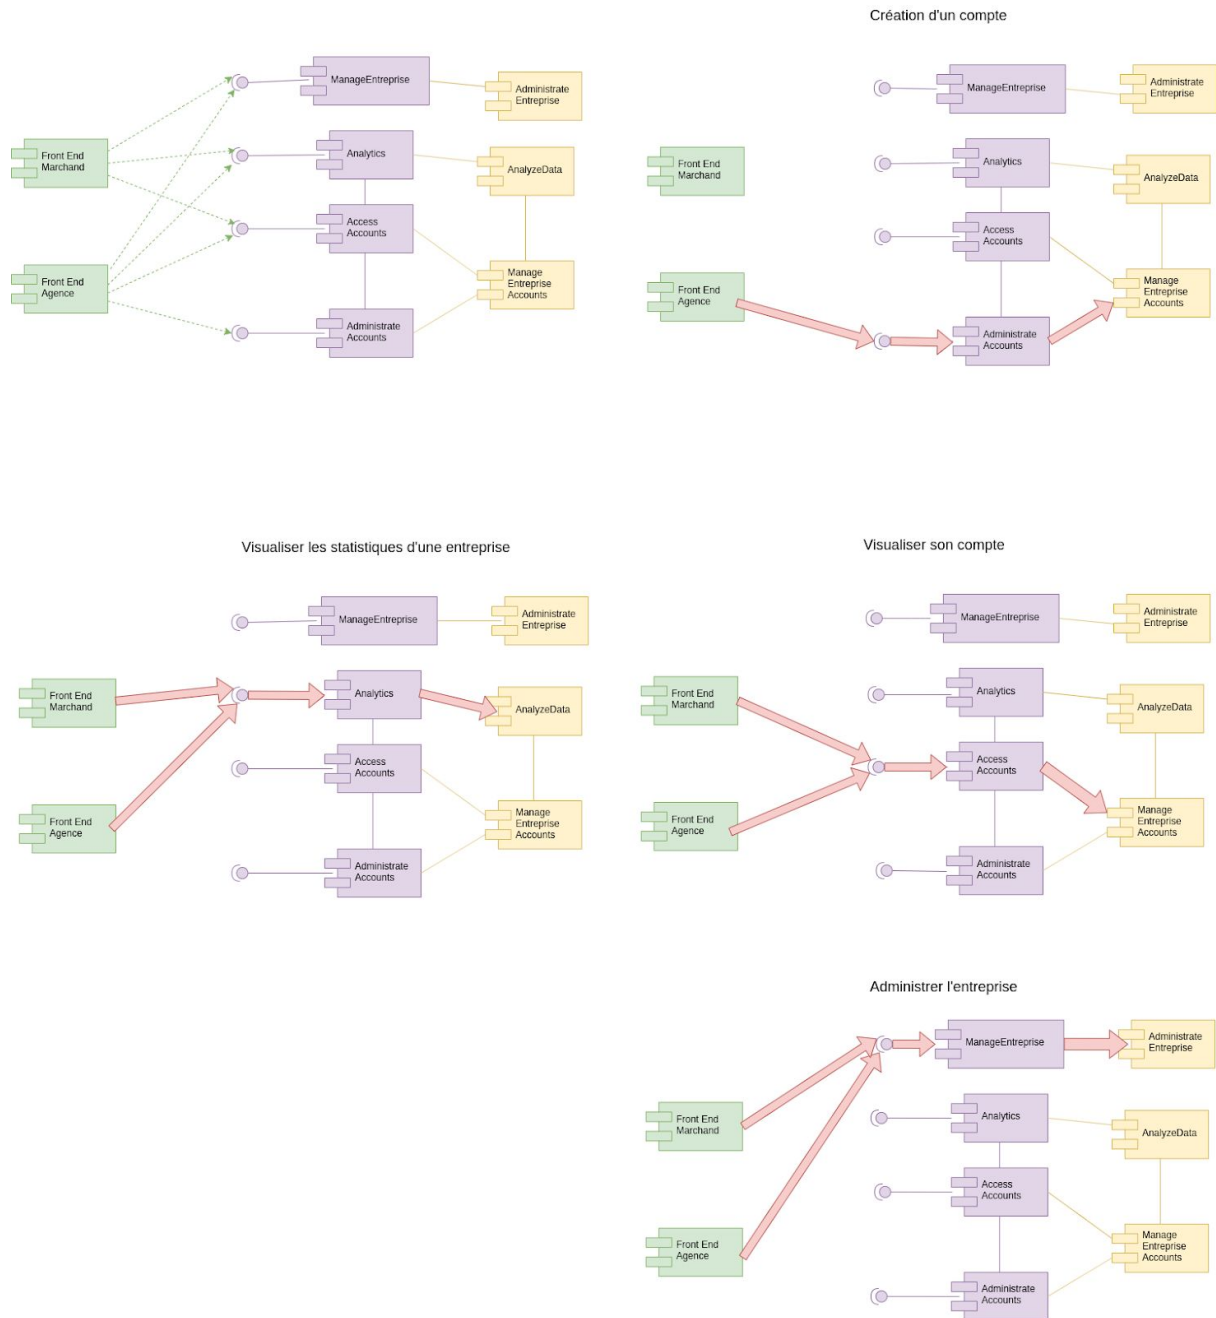 ManageEntreprise
Administrate
Entreprise
Front End
Marchand
Analytics
AnalyzeData
Access
Accounts
Front End
Agence
Manage
Entreprise
Accounts
Administrate
Accounts
Création d'un compte
ManageEntreprise
Administrate
Entreprise
Front End
Marchand
Analytics
AnalyzeData
Access
Accounts
Front End
Agence
Manage
Entreprise
Accounts
Administrate
Accounts
Visualiser les statistiques d'une entreprise
ManageEntreprise
Administrate
Entreprise
Front End
Marchand
Analytics
AnalyzeData
Access
Accounts
Front End
Agence
Manage
Entreprise
Accounts
Administrate
Accounts
Visualiser son compte
ManageEntreprise
Administrate
Entreprise
Front End
Marchand
Analytics
AnalyzeData
Access
Accounts
Front End
Agence
Manage
Entreprise
Accounts
Administrate
Accounts
Administrer l'entreprise
ManageEntreprise
Administrate
Entreprise
Front End
Marchand
Analytics
AnalyzeData
Access
Accounts
Front End
Agence
Manage
Entreprise
Accounts
Administrate
Accounts